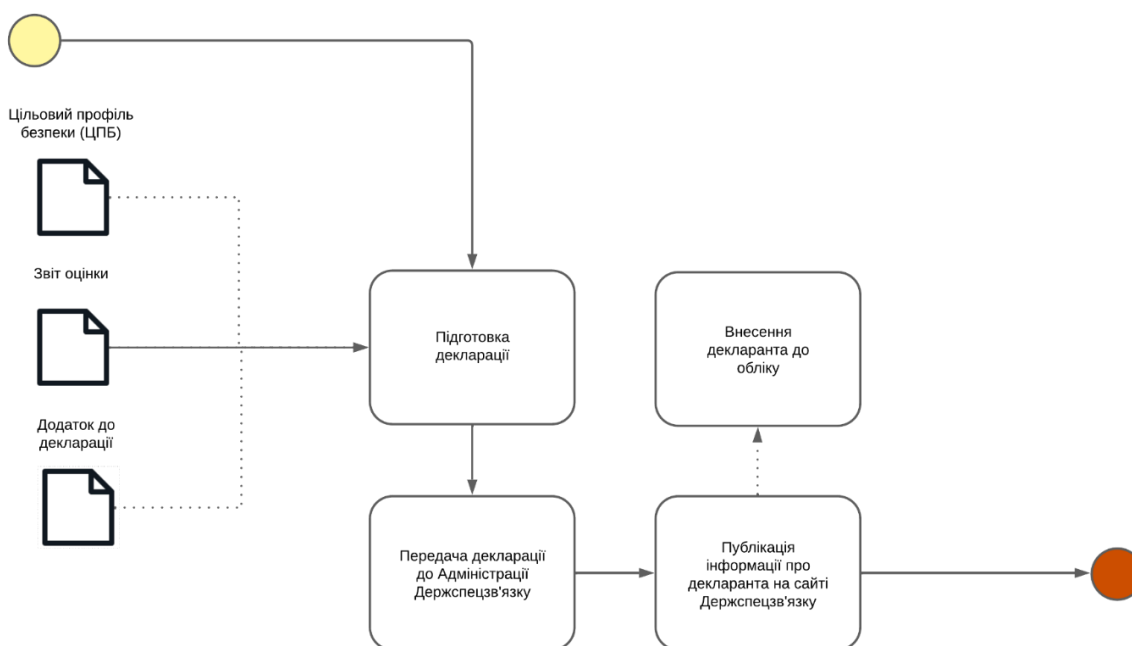 Цільовий профіль
безпеки (ЦПБ)
Звіт оцінки
Додаток до
декларації
Підготовка
декларації
Внесення
декларанта до
обліку
Передача декларації
до Адміністрації
Держспецзв'язку
Публікація
інформації про
декларанта на сайті
Держспецзв'язку